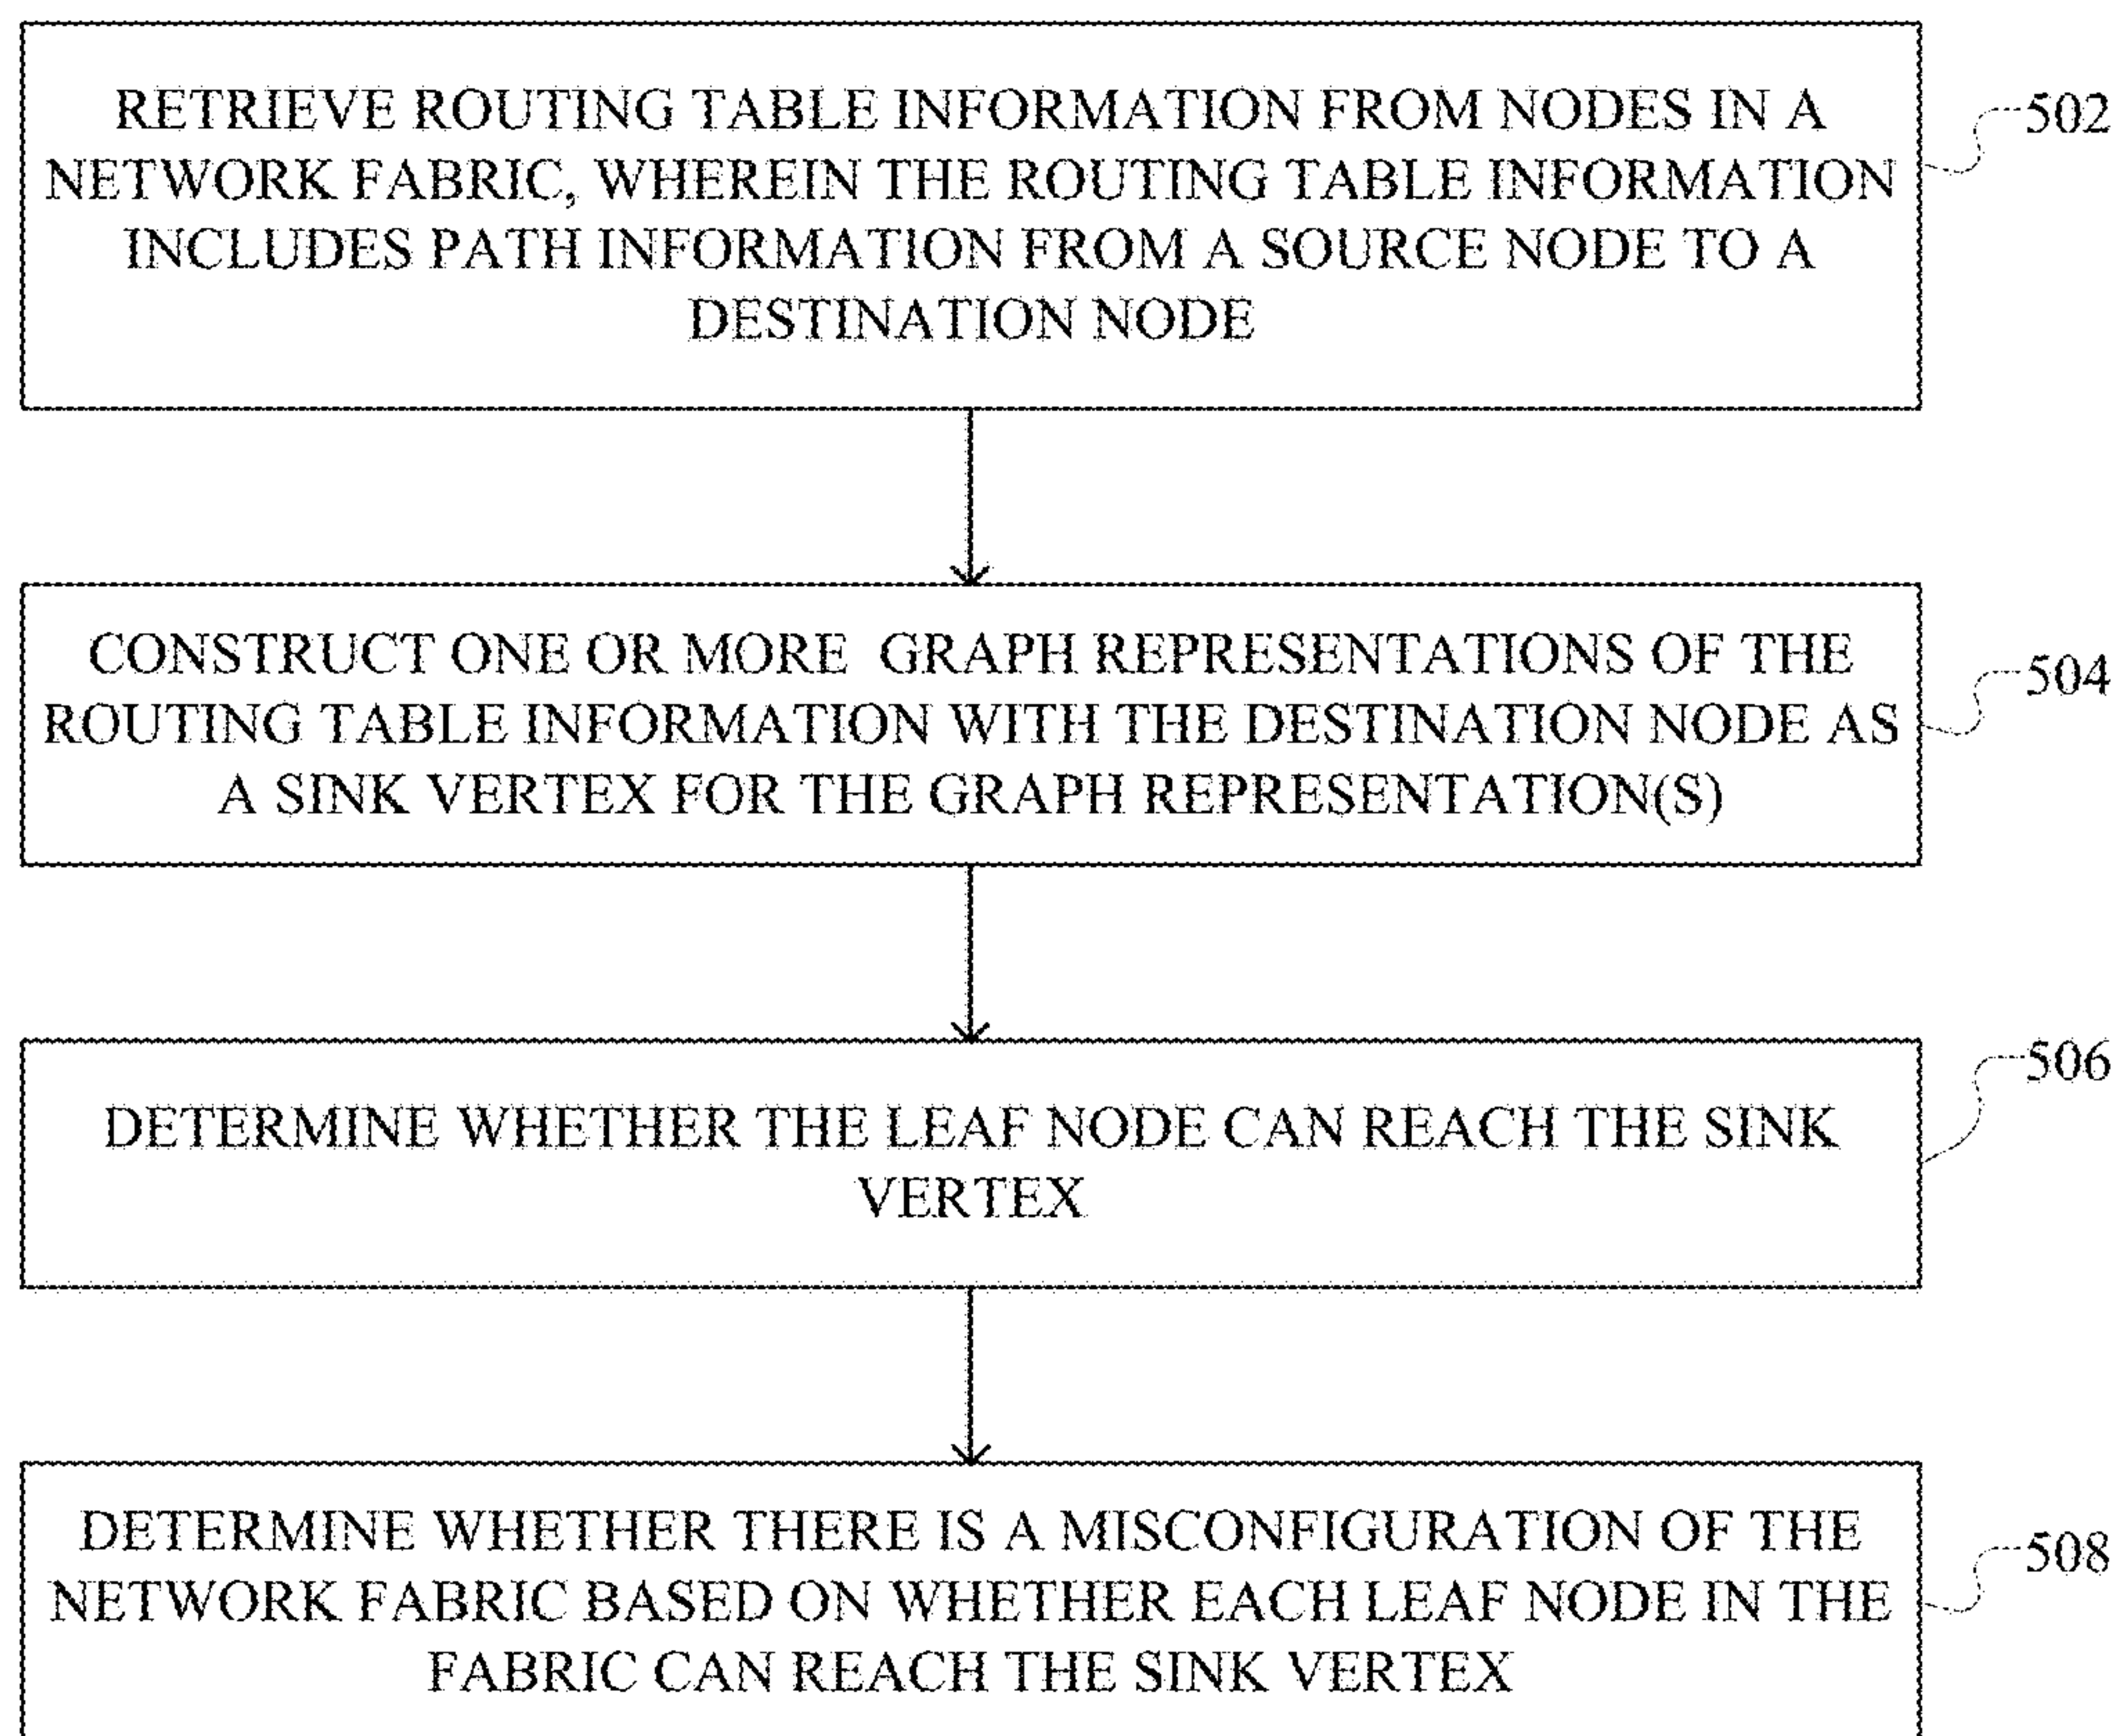 RETRIEVE ROUTING TABLE INFORMATION FROM NODES IN A
NETWORK FABRIC, WHEREIN THE ROUTING TABLE INFORMATION
INCLUDES PATH INFORMATION FROM A SOURCE NODE TO A
DESTINATION NODE
502
CONSTRUCT ONE OR MORE GRAPH REPRESENTATIONS OF THE
ROUTING TABLE INFORMATION WITH THE DESTINATION NODE AS
A SINK VERTEX FOR THE GRAPH REPRESENTATION(S)
504
DETERMINE WHETHER THE LEAF NODE CAN REACH THE SINK
VERTEX
506
DETERMINE WHETHER THERE IS A MISCONFIGURATION OF THE
NETWORK FABRIC BASED ON WHETHER EACH LEAF NODE IN THE
FABRIC CAN REACH THE SINK VERTEX
508